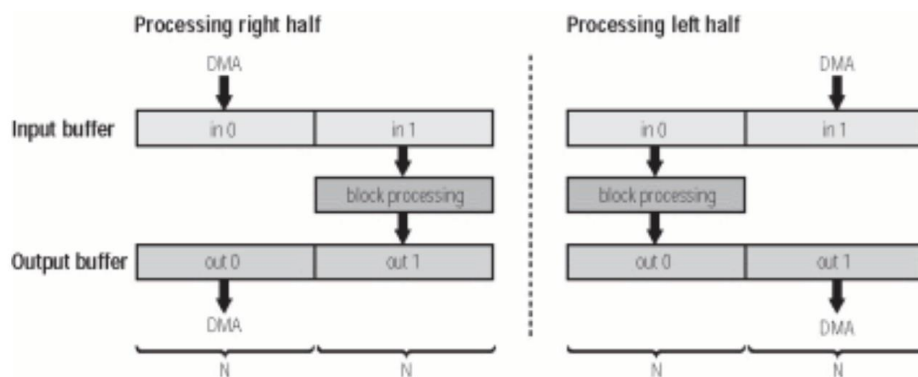 Processing right half
Processing left half
DMA
DMA
Input buffer
in 0
in 1
in 0
in 1
block processing
block processing
Output buffer
out 0
out 1
out 0
out 1
DMA
DMA
N
N
N
N